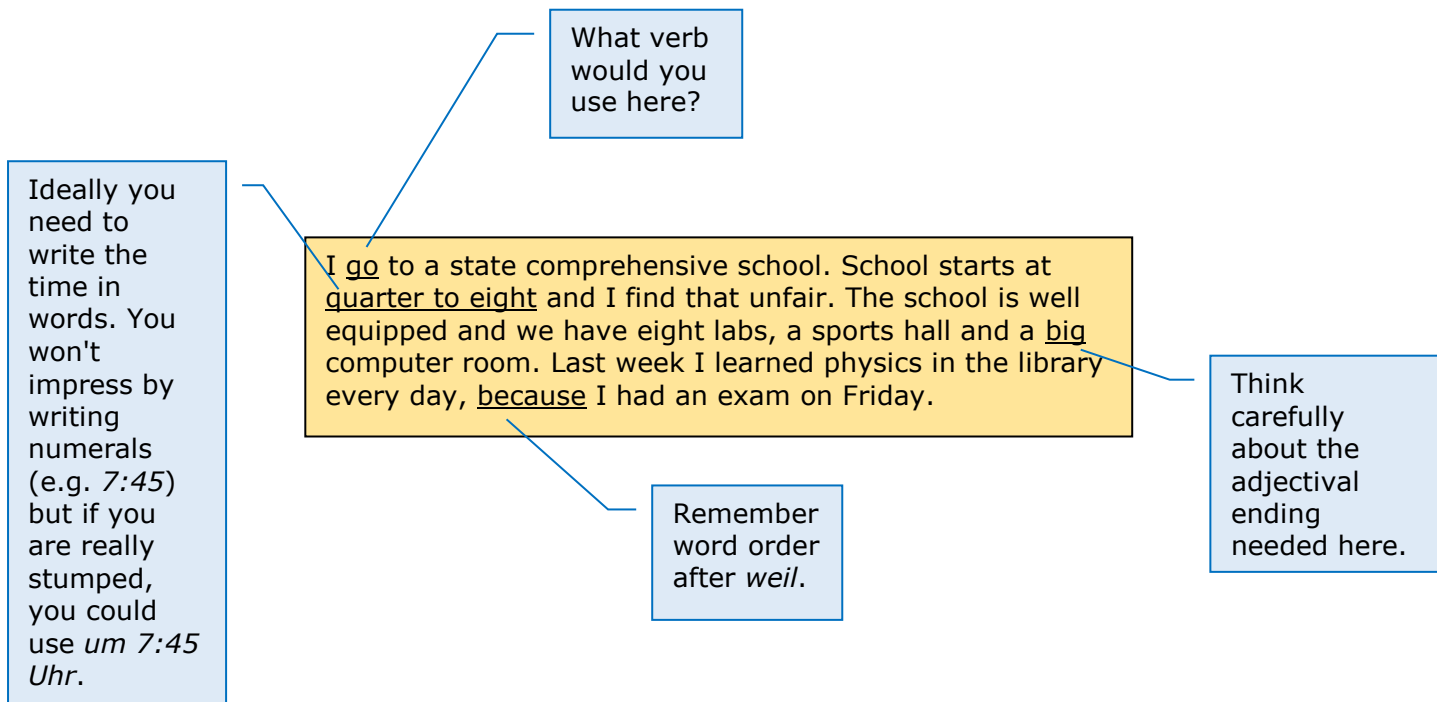 What verb
would you
use here?
Ideally you
need to
write the
time in
words. You
won't
impress by
writing
numerals
(e.g. 7:45)
but if you
are really
stumped,
you could
use um 7:45
Uhr.
I go to a state comprehensive school. School starts at
quarter to eight and I find that unfair. The school is well
equipped and we have eight labs, a sports hall and a big
computer room. Last week I learned physics in the library
every day, because I had an exam on Friday.
Think
carefully
about the
adjectival
ending
needed here.
Remember
word order
after weil.